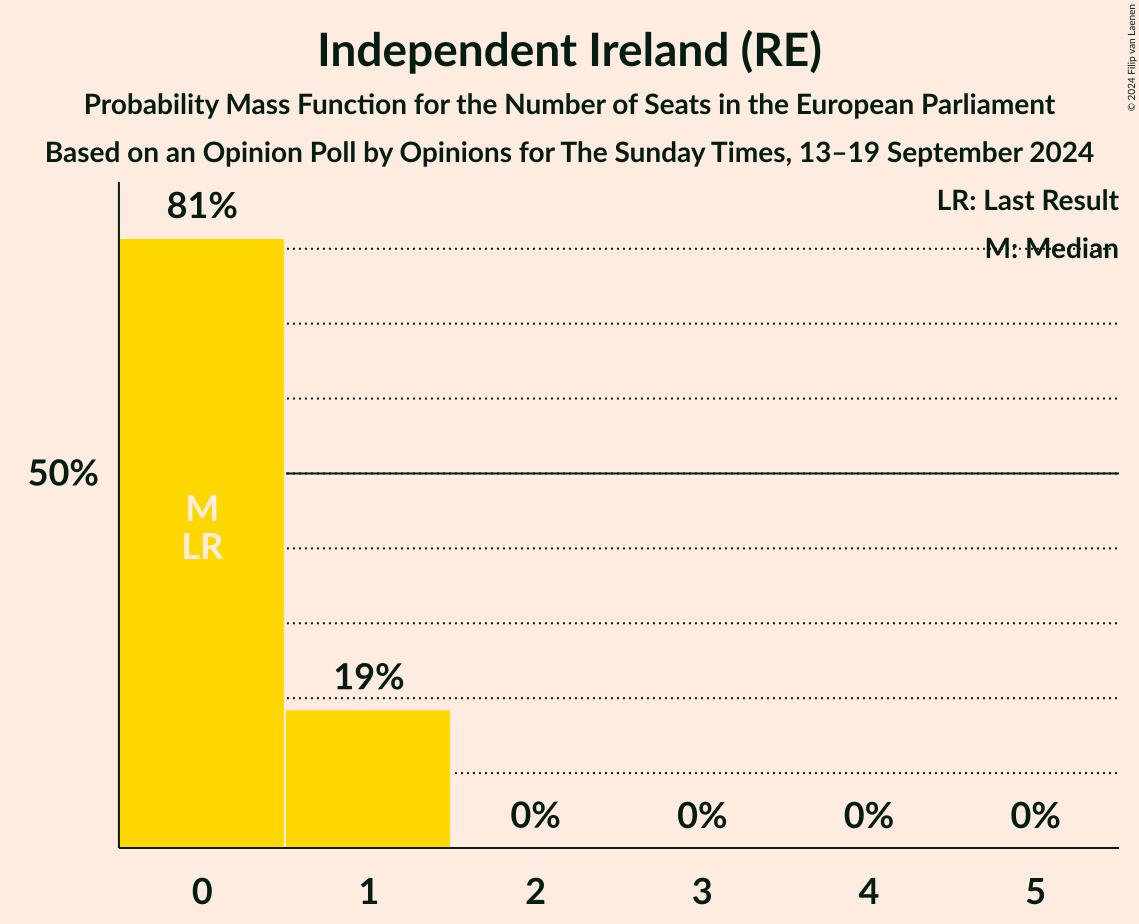 Independent Ireland (RE)
Probability Mass Function for the Number of Seats in the European Parliament
Based on an Opinion Poll by Opinions for The Sunday Times, 13–19 September 2024
© 2024 Filip van Laenen
LR: Last Result
M: Median
81%
50%
M
LR
19%
0%
0%
0%
0%
0
1
2
3
4
5